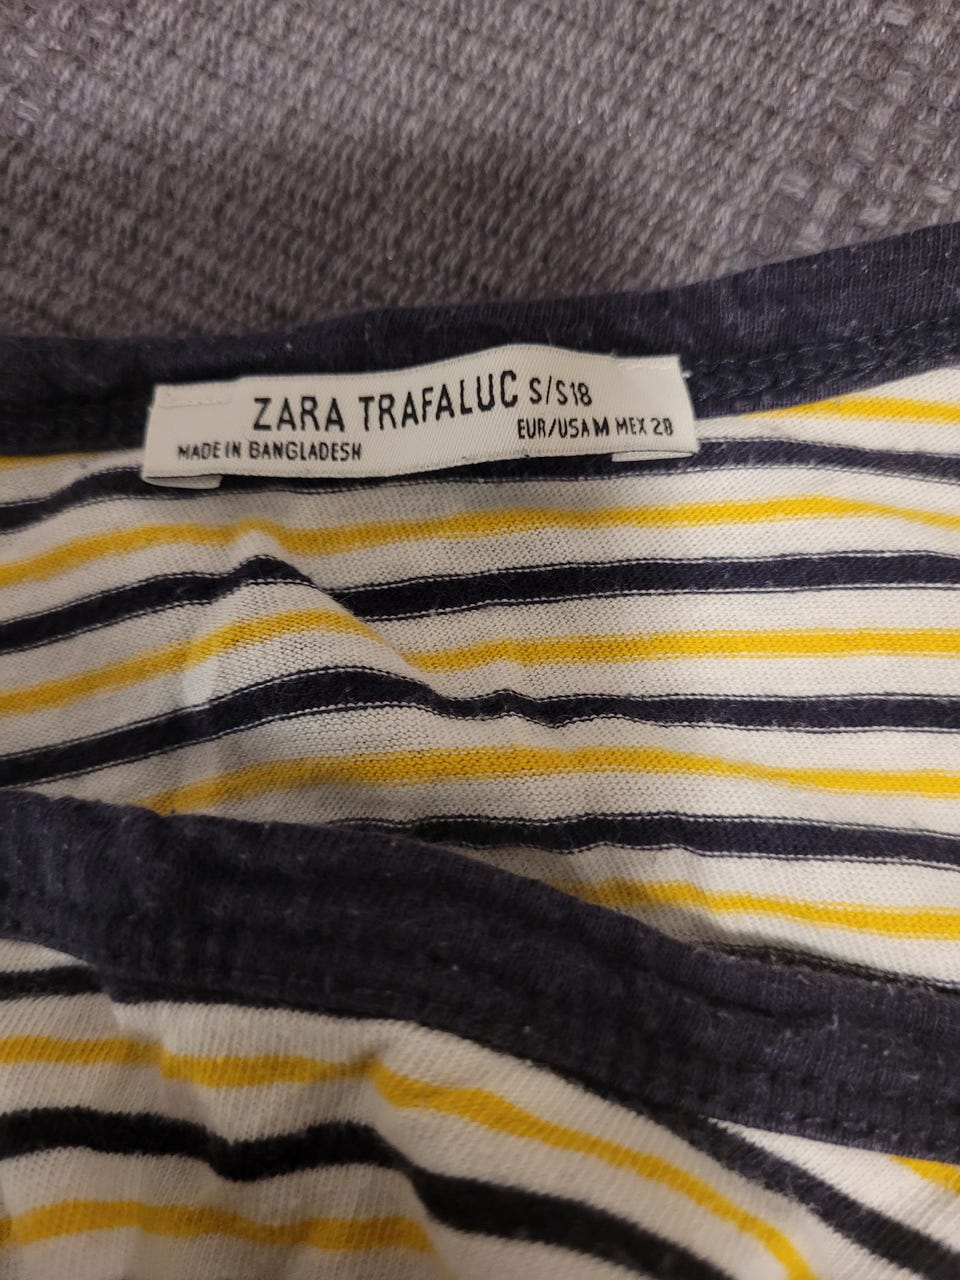 ZARA TRAFALUC S/S18
MADE IN BANGLADESH EUR/USA M MEX 28